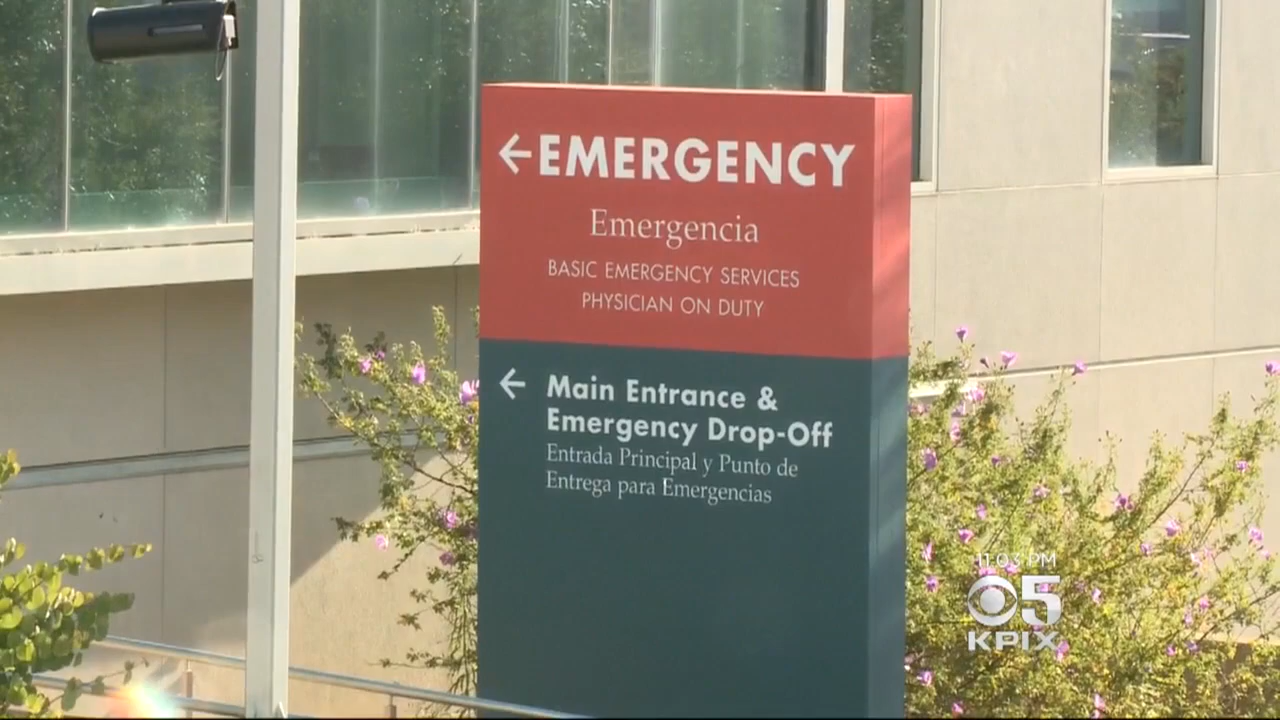 ← EMERGENCY
Emergencia
BASIC EMERGENCY SERVICES
PHYSICIAN ON DUTY
← Main Entrance &
Emergency Drop-Off
Entrada Principal y Punto de
Entrega para Emergencias
11:03 PM
5
KPIX